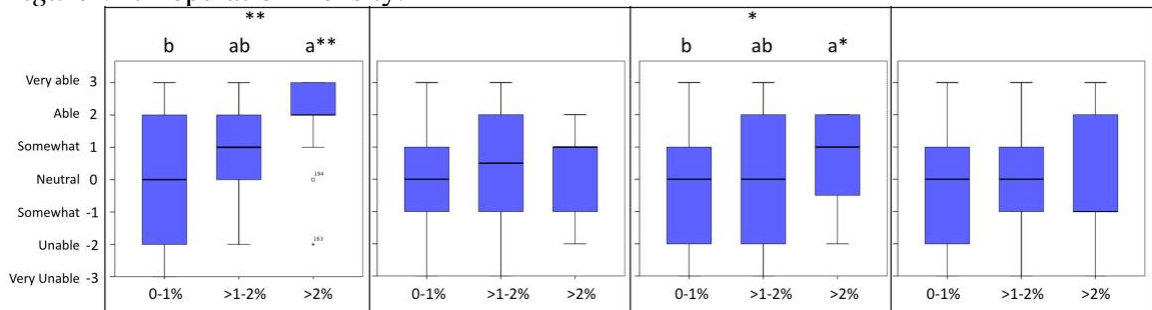 **
*
b ab a**
b ab a*
Very able 3
Able 2
Somewhat 1
Neutral 0
Somewhat -1
Unable -2
Very Unable -3
194
163
0-1% >1-2% >2%
0-1% >1-2% >2%
0-1% >1-2% >2%
0-1% >1-2% >2%